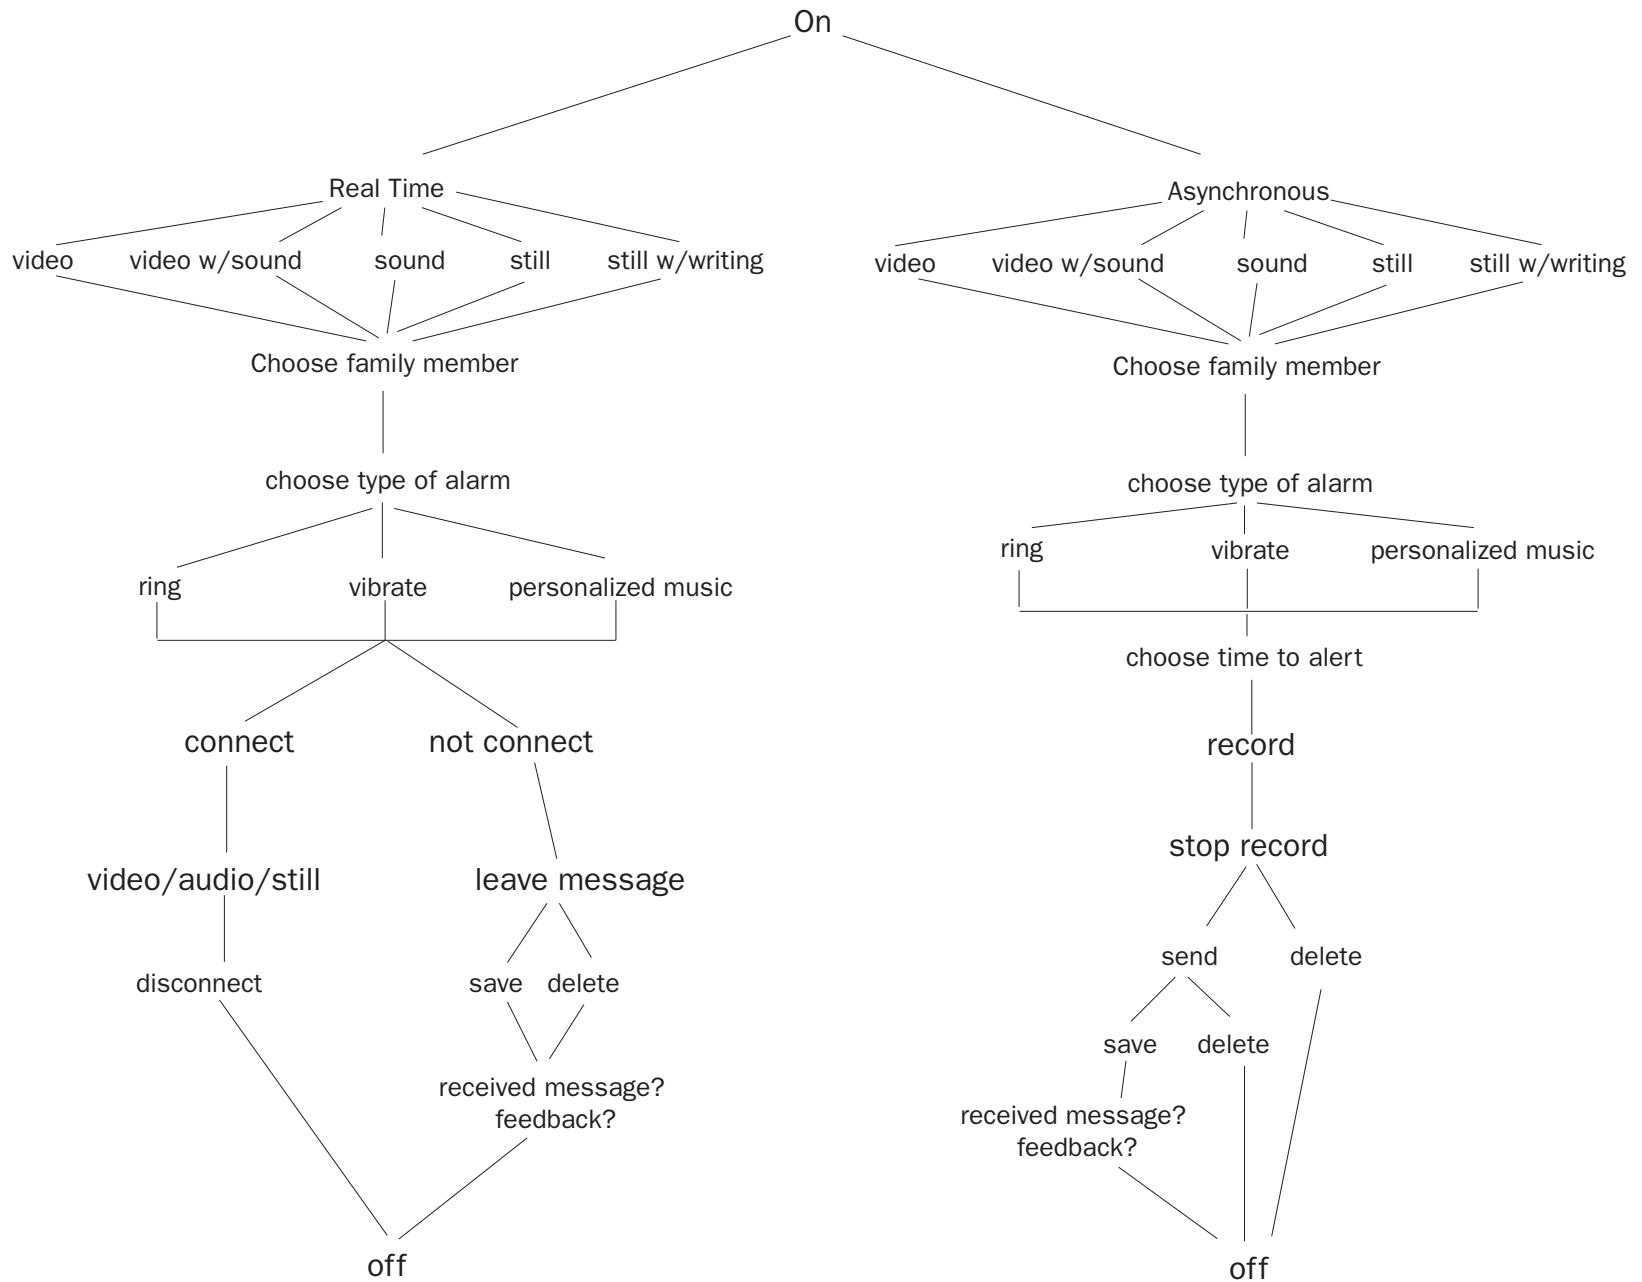 On
Real Time
Asynchronous
video video w/sound sound still still w/writing
video video w/sound sound still still w/writing
Choose family member
Choose family member
choose type of alarm
choose type of alarm
ring vibrate personalized music
ring vibrate personalized music
choose time to alert
connect not connect
record
stop record
video/audio/still leave message
send delete
disconnect save delete
save delete
received message?
feedback?
received message?
feedback?
off
off